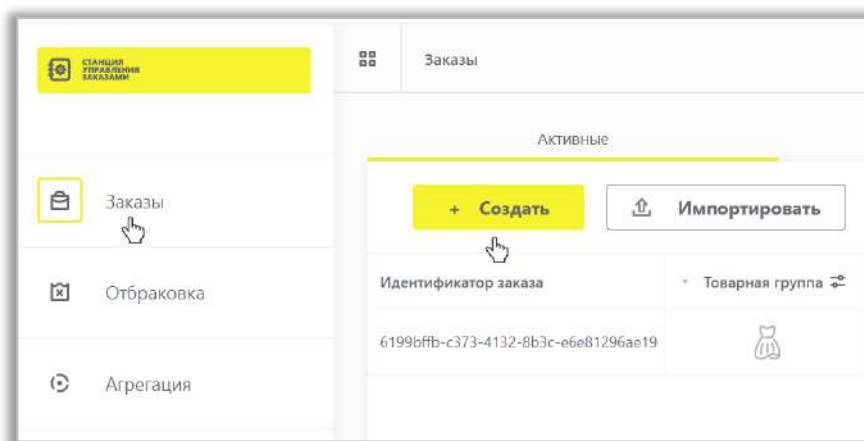 СТАНЦИЯ
УПРАВЛЕНИЯ
ЗАКАЗАМИ
Заказы
Активные
Заказы
+ Создать
Импортировать
Идентификатор заказа
Товарная группа
Отбраковка
6199bffb-c373-4132-8b3c-e6e81296ae19
Агрегация